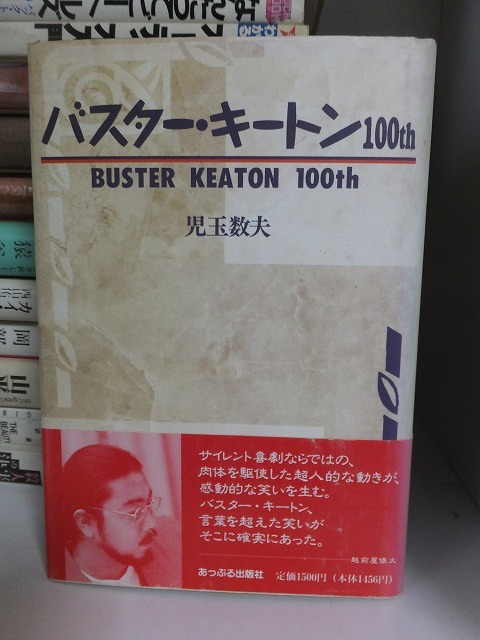 バスター・キートン100th
BUSTER KEATON 100th
児玉数夫
サイレント喜劇ならではの、
肉体を駆使した超人的な動きが、
感動的な笑いを生む。
バスター・キートン、
言葉を超えた笑いが
そこに確実にあった。
越前屋俵太
あっぷる出版社 定価1500円（本体1456円）